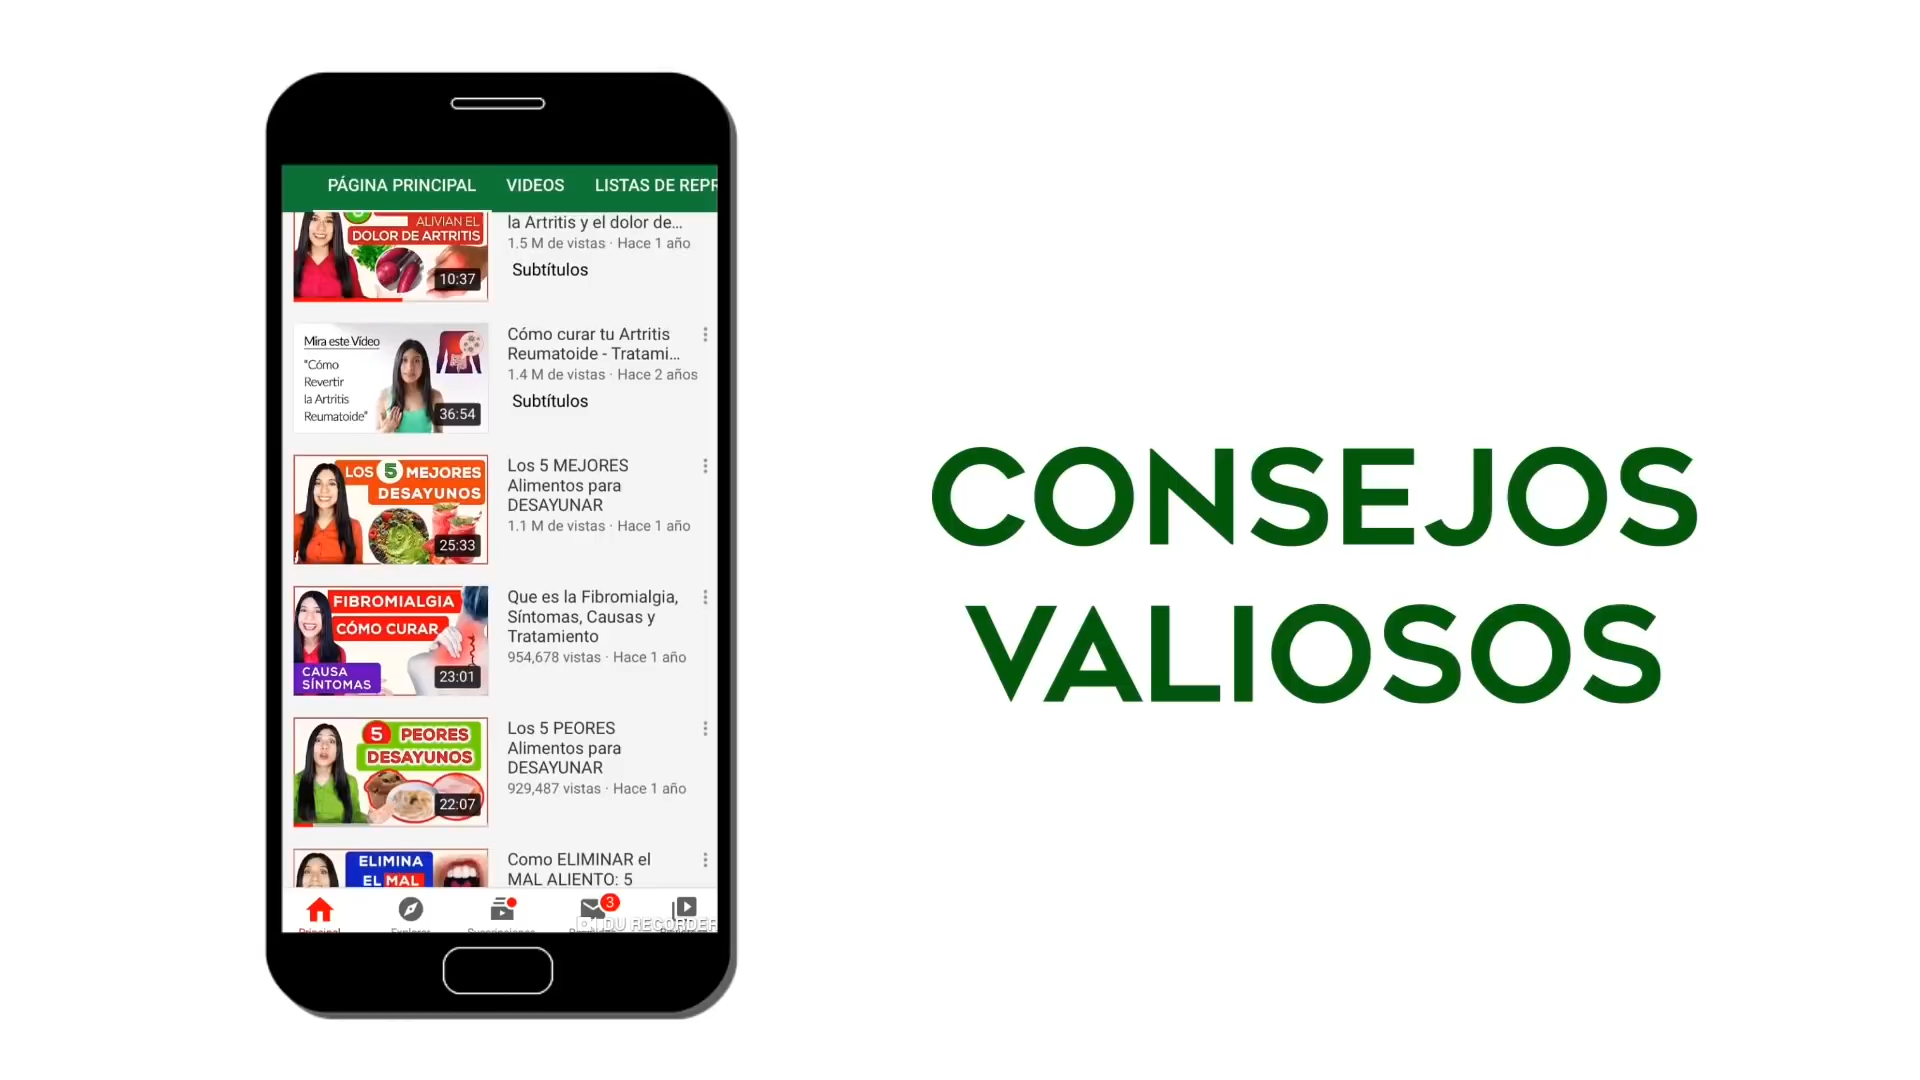 PÁGINA PRINCIPAL VIDEOS LISTAS DE REPR
ALIVIAN EL
DOLOR DE ARTRITIS
10:37
la Artritis y el dolor de...
1.5 M de vistas · Hace 1 año
Subtítulos
Mira este Vídeo
"Cómo
Revertir
la Artritis
Reumatoide"
36:54
Cómo curar tu Artritis
Reumatoide - Tratami...
1.4 M de vistas · Hace 2 años
Subtítulos
LOS 5 MEJORES
DESAYUNOS
25:33
Los 5 MEJORES
Alimentos para
DESAYUNAR
1.1 M de vistas · Hace 1 año
FIBROMIALGIA
CÓMO CURAR
CAUSA
SÍNTOMAS
23:01
Que es la Fibromialgia,
Síntomas, Causas y
Tratamiento
954,678 vistas · Hace 1 año
5 PEORES
DESAYUNOS
22:07
Los 5 PEORES
Alimentos para
DESAYUNAR
929,487 vistas · Hace 1 año
ELIMINA
EL MAL
Como ELIMINAR el
MAL ALIENTO: 5
3
Principal Explorar Suscripciones
DU RECORDER
CONSEJOS
VALIOSOS